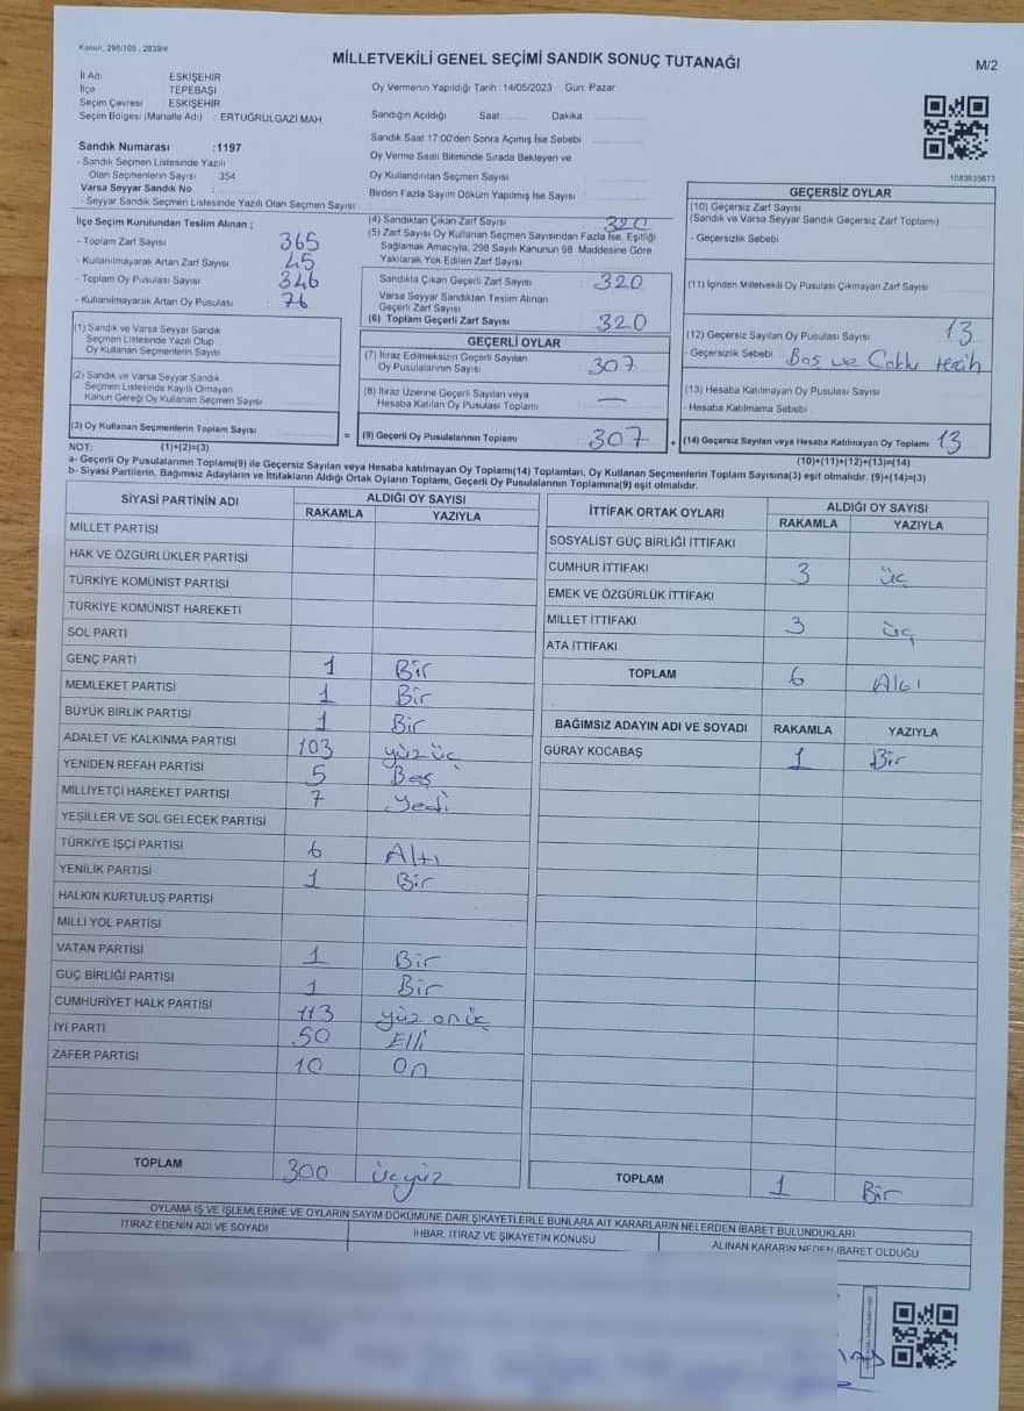 Kanun: 298/105 ; 2839/
MİLLETVEKİLİ GENEL SEÇİMİ SANDIK SONUÇ TUTANAĞI
M/2
İl Adı ESKİŞEHİR
İlçe TEPEBAŞI
Seçim Çevresi ESKİŞEHİR
Seçim Bölgesi (Mahalle Adı) : ERTUĞRULGAZİ MAH
Oy Vermenin Yapıldığı Tarih : 14/05/2023 Gün: Pazar
Sandığın Açıldığı Saat Dakika
Sandık Saat 17:00'den Sonra Açılmış İse Sebebi
Oy Verme Saati Bitiminde Sırada Bekleyen ve
Oy Kullandırılan Seçmen Sayısı
Birden Fazla Sayım Döküm Yapılmış İse Sayısı
Sandık Numarası :1197
- Sandık Seçmen Listesinde Yazılı
Olan Seçmenlerin Sayısı 354
Varsa Seyyar Sandık No
- Seyyar Sandık Seçmen Listesinde Yazılı Olan Seçmen Sayısı
İlçe Seçim Kurulundan Teslim Alınan ;
- Toplam Zarf Sayısı 365
- Kullanılmayarak Artan Zarf Sayısı 45
- Toplam Oy Pusulası Sayısı 346
- Kullanılmayarak Artan Oy Pusulası 76
(1) Sandık ve Varsa Seyyar Sandık
Seçmen Listesinde Yazılı Olup
Oy Kullanan Seçmenlerin Sayısı
(2) Sandık ve Varsa Seyyar Sandık
Seçmen Listesinde Kayıtlı Olmayan
Kanun Gereği Oy Kullanan Seçmen Sayısı
(3) Oy Kullanan Seçmenlerin Toplam Sayısı
(4) Sandıktan Çıkan Zarf Sayısı 320
(5) Zarf Sayısı Oy Kullanan Seçmen Sayısından Fazla İse, Eşitliği
Sağlamak Amacıyla, 298 Sayılı Kanunun 98. Maddesine Göre
Yakılarak Yok Edilen Zarf Sayısı
Sandıkta Çıkan Geçerli Zarf Sayısı 320
Varsa Seyyar Sandıktan Teslim Alınan
Geçerli Zarf Sayısı
(6) Toplam Geçerli Zarf Sayısı 320
GEÇERLİ OYLAR
(7) İtiraz Edilmeksizin Geçerli Sayılan
Oy Pusulalarının Sayısı 307
(8) İtiraz Üzerine Geçerli Sayılan veya
Hesaba Katılan Oy Pusulası Toplamı —
= (9) Geçerli Oy Pusulalarının Toplamı 307
GEÇERSİZ OYLAR
(10) Geçersiz Zarf Sayısı
(Sandık ve Varsa Seyyar Sandık Geçersiz Zarf Toplamı)
- Geçersizlik Sebebi
(11) İçinden Milletvekili Oy Pusulası Çıkmayan Zarf Sayısı
(12) Geçersiz Sayılan Oy Pusulası Sayısı 13
- Geçersizlik Sebebi Boş ve Çoklu tercih
(13) Hesaba Katılmayan Oy Pusulası Sayısı
- Hesaba Katılmama Sebebi
+ (14) Geçersiz Sayılan veya Hesaba Katılmayan Oy Toplamı 13
NOT: (1)+(2)=(3)
(10)+(11)+(12)+(13)=(14)
a- Geçerli Oy Pusulalarının Toplamı(9) ile Geçersiz Sayılan veya Hesaba katılmayan Oy Toplamı(14) Toplamları, Oy Kullanan Seçmenlerin Toplam Sayısına(3) eşit olmalıdır. (9)+(14)=(3)
b- Siyasi Partilerin, Bağımsız Adayların ve İttifakların Aldığı Ortak Oyların Toplamı, Geçerli Oy Pusulalarının Toplamına(9) eşit olmalıdır.
SİYASİ PARTİNİN ADI ALDIĞI OY SAYISI
RAKAMLA YAZIYLA
MİLLET PARTİSİ
HAK VE ÖZGÜRLÜKLER PARTİSİ
TÜRKİYE KOMÜNİST PARTİSİ
TÜRKİYE KOMÜNİST HAREKETİ
SOL PARTİ
GENÇ PARTİ 1 Bir
MEMLEKET PARTİSİ 1 Bir
BÜYÜK BİRLİK PARTİSİ 1 Bir
ADALET VE KALKINMA PARTİSİ 103 yüz üç
YENİDEN REFAH PARTİSİ 5 Beş
MİLLİYETÇİ HAREKET PARTİSİ 7 Yedi
YEŞİLLER VE SOL GELECEK PARTİSİ
TÜRKİYE İŞÇİ PARTİSİ 6 Altı
YENİLİK PARTİSİ 1 Bir
HALKIN KURTULUŞ PARTİSİ
MİLLİ YOL PARTİSİ
VATAN PARTİSİ 1 Bir
GÜÇ BİRLİĞİ PARTİSİ 1 Bir
CUMHURİYET HALK PARTİSİ 113 yüz on üç
İYİ PARTİ 50 Elli
ZAFER PARTİSİ 10 On
TOPLAM 300 üçyüz
İTTİFAK ORTAK OYLARI ALDIĞI OY SAYISI
RAKAMLA YAZIYLA
SOSYALİST GÜÇ BİRLİĞİ İTTİFAKI
CUMHUR İTTİFAKI 3 üç
EMEK VE ÖZGÜRLÜK İTTİFAKI
MİLLET İTTİFAKI 3 üç
ATA İTTİFAKI
TOPLAM 6 Altı
BAĞIMSIZ ADAYIN ADI VE SOYADI RAKAMLA YAZIYLA
GÜRAY KOCABAŞ 1 Bir
TOPLAM 1 Bir
OYLAMA İŞ VE İŞLEMLERİNE VE OYLARIN SAYIM DÖKÜMÜNE DAİR ŞİKAYETLERLE BUNLARA AİT KARARLARIN NELERDEN İBARET BULUNDUKLARI
İTİRAZ EDENİN ADI VE SOYADI İHBAR, İTİRAZ VE ŞİKAYETİN KONUSU ALINAN KARARIN NEDEN İBARET OLDUĞU